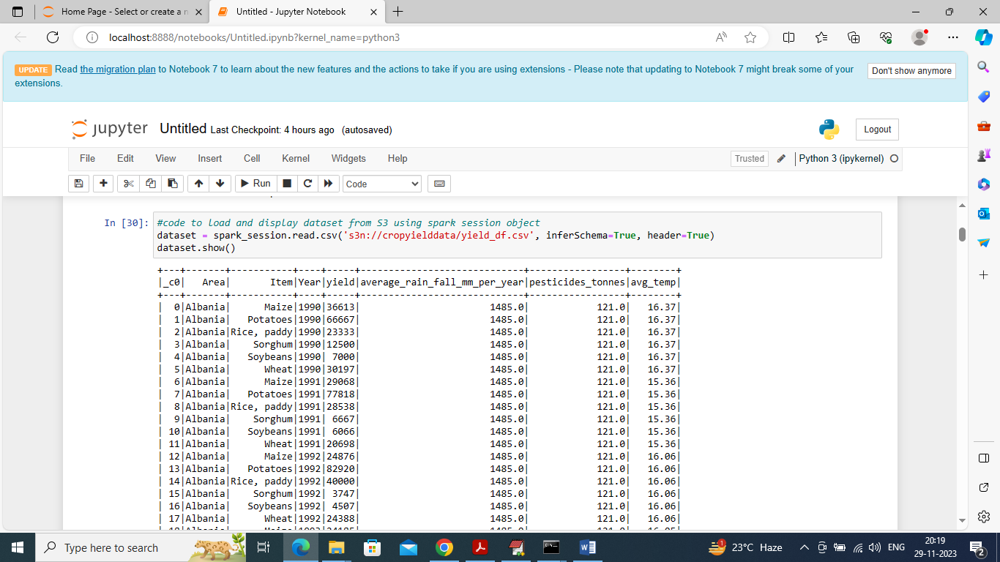 Home Page - Select or create a n
Untitled - Jupyter Notebook
localhost:8888/notebooks/Untitled.ipynb?kernel_name=python3
UPDATE Read the migration plan to Notebook 7 to learn about the new features and the actions to take if you are using extensions - Please note that updating to Notebook 7 might break some of your
extensions.
Don't show anymore
jupyter Untitled Last Checkpoint: 4 hours ago (autosaved)
Logout
File Edit View Insert Cell Kernel Widgets Help
Trusted
Python 3 (ipykernel)
Run
Code
In [30]: #code to load and display dataset from S3 using spark session object
dataset = spark_session.read.csv('s3n://cropyielddata/yield_df.csv', inferSchema=True, header=True)
dataset.show()
+---+-------+-----------+----+-----+-----------------------------+-----------------+--------+
|_c0|   Area|       Item|Year|yield|average_rain_fall_mm_per_year|pesticides_tonnes|avg_temp|
+---+-------+-----------+----+-----+-----------------------------+-----------------+--------+
|  0|Albania|      Maize|1990|36613|                       1485.0|            121.0|   16.37|
|  1|Albania|   Potatoes|1990|66667|                       1485.0|            121.0|   16.37|
|  2|Albania|Rice, paddy|1990|23333|                       1485.0|            121.0|   16.37|
|  3|Albania|    Sorghum|1990|12500|                       1485.0|            121.0|   16.37|
|  4|Albania|   Soybeans|1990| 7000|                       1485.0|            121.0|   16.37|
|  5|Albania|      Wheat|1990|30197|                       1485.0|            121.0|   16.37|
|  6|Albania|      Maize|1991|29068|                       1485.0|            121.0|   15.36|
|  7|Albania|   Potatoes|1991|77818|                       1485.0|            121.0|   15.36|
|  8|Albania|Rice, paddy|1991|28538|                       1485.0|            121.0|   15.36|
|  9|Albania|    Sorghum|1991| 6667|                       1485.0|            121.0|   15.36|
| 10|Albania|   Soybeans|1991| 6066|                       1485.0|            121.0|   15.36|
| 11|Albania|      Wheat|1991|20698|                       1485.0|            121.0|   15.36|
| 12|Albania|      Maize|1992|24876|                       1485.0|            121.0|   16.06|
| 13|Albania|   Potatoes|1992|82920|                       1485.0|            121.0|   16.06|
| 14|Albania|Rice, paddy|1992|40000|                       1485.0|            121.0|   16.06|
| 15|Albania|    Sorghum|1992| 3747|                       1485.0|            121.0|   16.06|
| 16|Albania|   Soybeans|1992| 4507|                       1485.0|            121.0|   16.06|
| 17|Albania|      Wheat|1992|24388|                       1485.0|            121.0|   16.06|
Type here to search
23°C Haze
ENG
20:19
29-11-2023
2